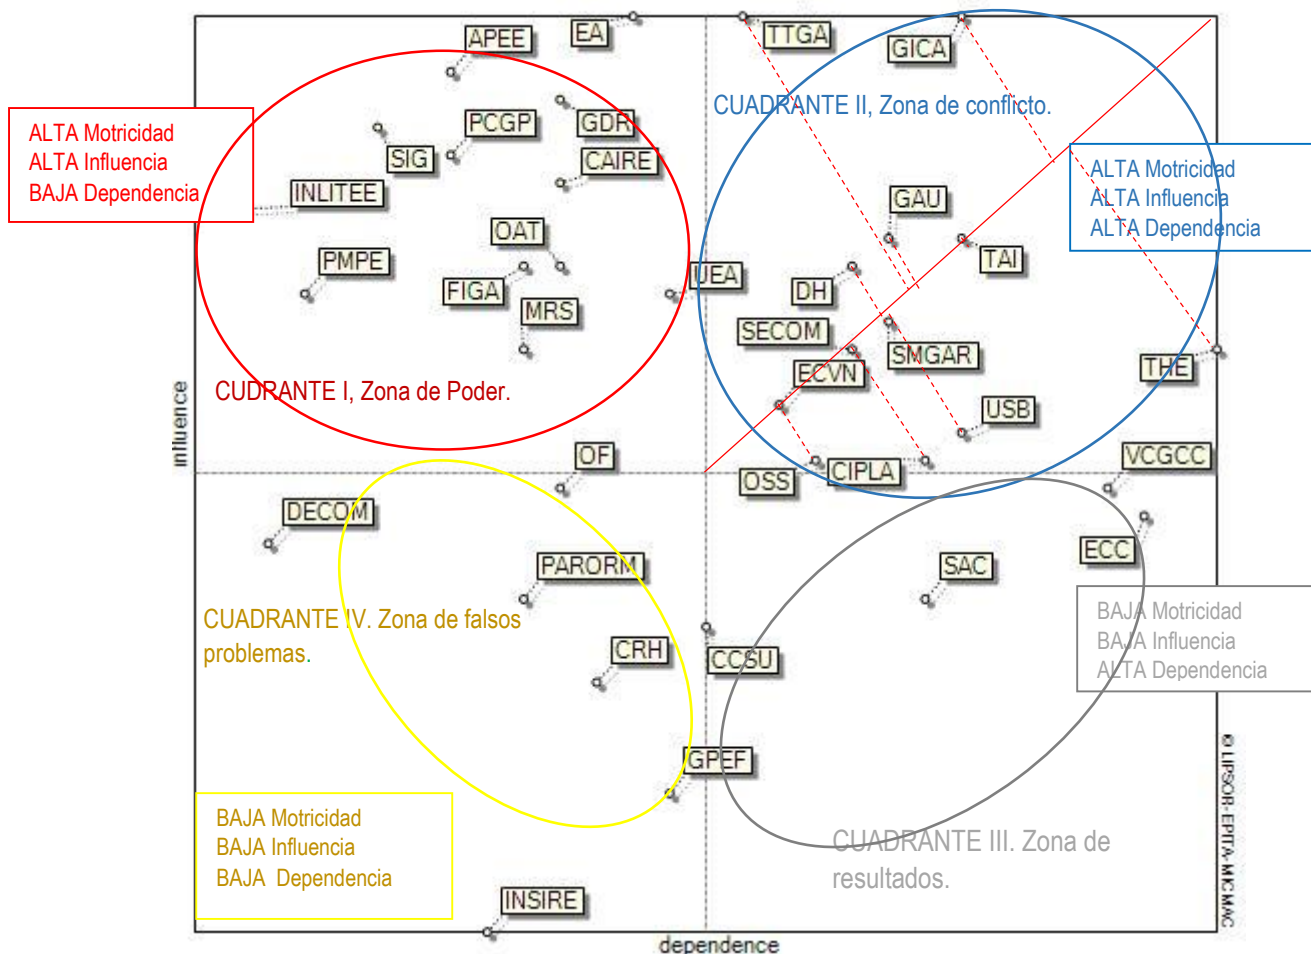 EA
TTGA
GICA
APEE
CUADRANTE II, Zona de conflicto.
ALTA Motricidad
ALTA Influencia
BAJA Dependencia
PCGP
GDR
SIG
CAIRE
INLITEE
ALTA Motricidad
ALTA Influencia
ALTA Dependencia
GAU
OAT
TAI
PMPE
UEA
FIGA
DH
MRS
SECOM
SMGAR
THE
ECVN
CUDRANTE I, Zona de Poder.
USB
influence
OF
OSS
CIPLA
VCGCC
DECOM
ECC
PARORM
SAC
CUADRANTE IV. Zona de falsos
problemas.
BAJA Motricidad
BAJA Influencia
ALTA Dependencia
CRH
CCSU
GPEF
© LIPSOR-EPITA-MICMAC
BAJA Motricidad
BAJA Influencia
BAJA  Dependencia
CUADRANTE III. Zona de
resultados.
INSIRE
dependence